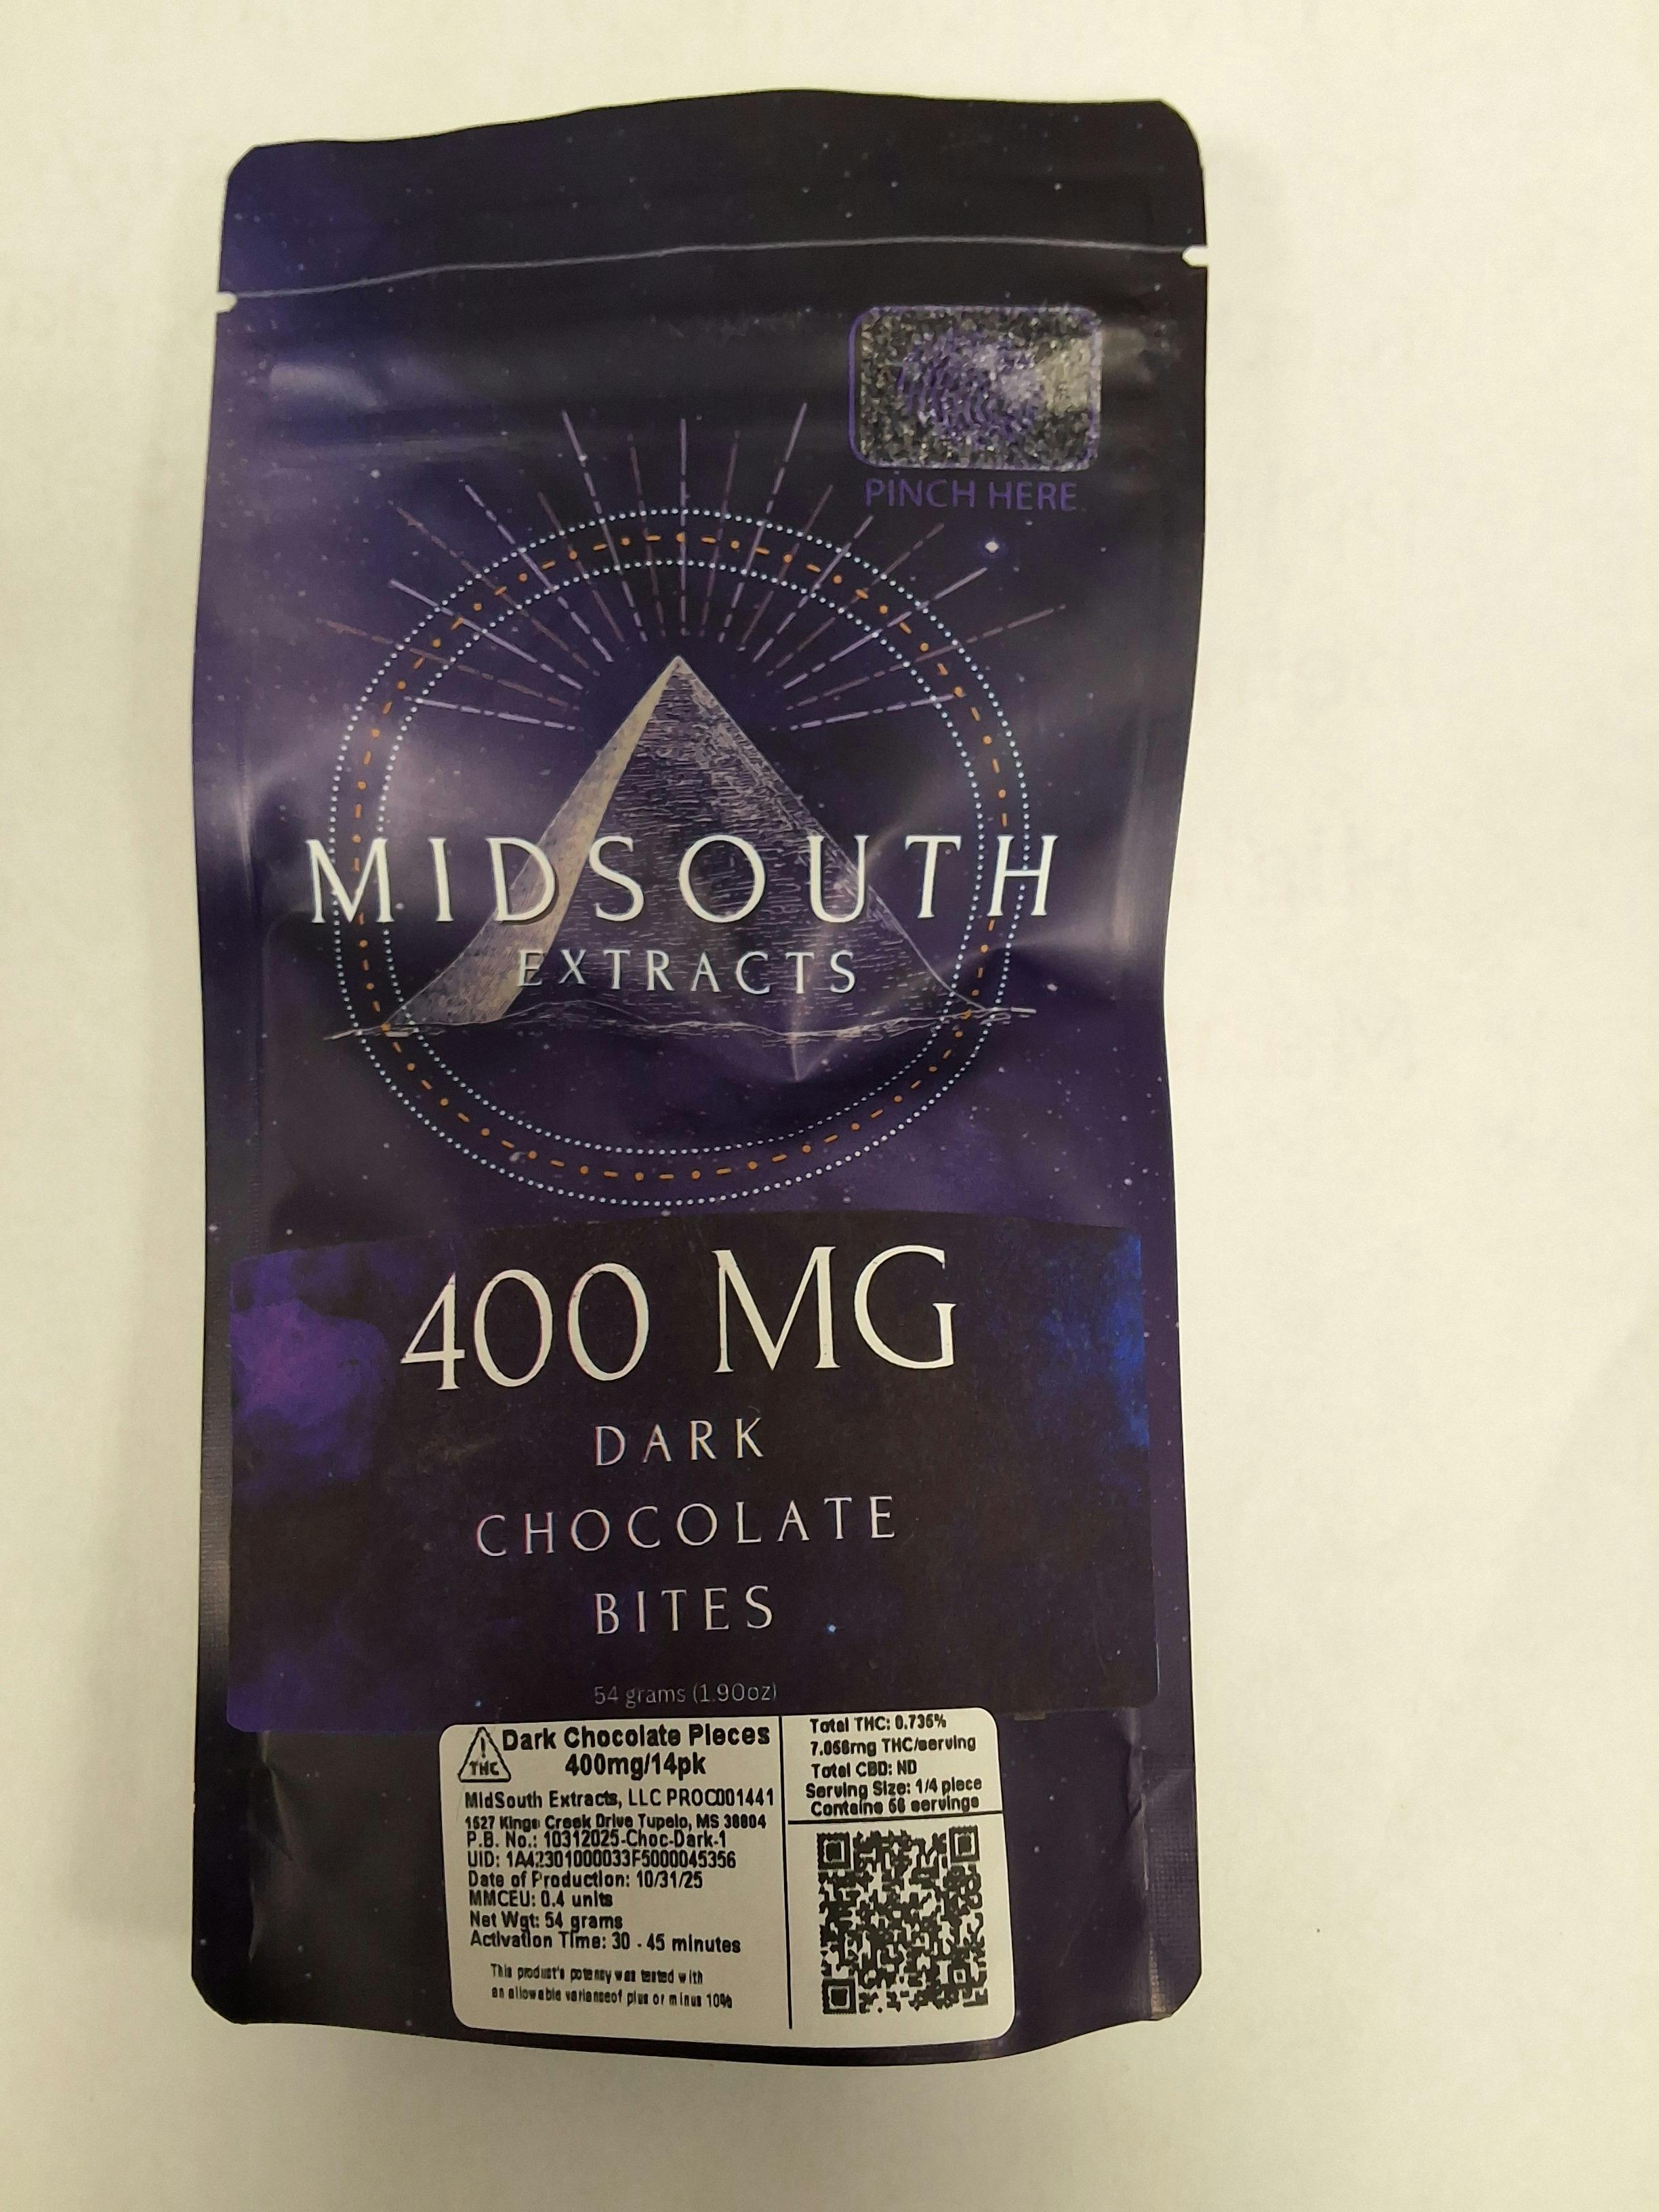 PINCH HERE
MIDSOUTH
EXTRACTS
400 MG
DARK
CHOCOLATE
BITES
54 grams (1.90oz)
THC
Dark Chocolate Pieces
400mg/14pk
MidSouth Extracts, LLC PROC001441
1527 Kings Creek Drive Tupelo, MS 38804
P.B. No.: 10312025-Choc-Dark-1
UID: 1A42301000033F5000045356
Date of Production: 10/31/25
MMCEU: 0.4 units
Net Wgt: 54 grams
Activation Time: 30 - 45 minutes
This product's potency was tested with
an allowable varianceof plus or minus 10%
Total THC: 0.735%
7.058mg THC/serving
Total CBD: ND
Serving Size: 1/4 piece
Contains 56 servings